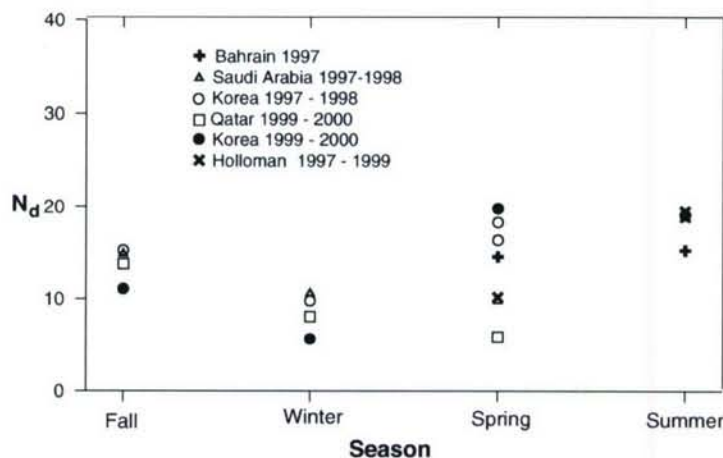 40
30
20
10
0
N_d
Bahrain 1997
Saudi Arabia 1997-1998
Korea 1997 - 1998
Qatar 1999 - 2000
Korea 1999 - 2000
Holloman 1997 - 1999
Fall Winter Spring Summer
Season